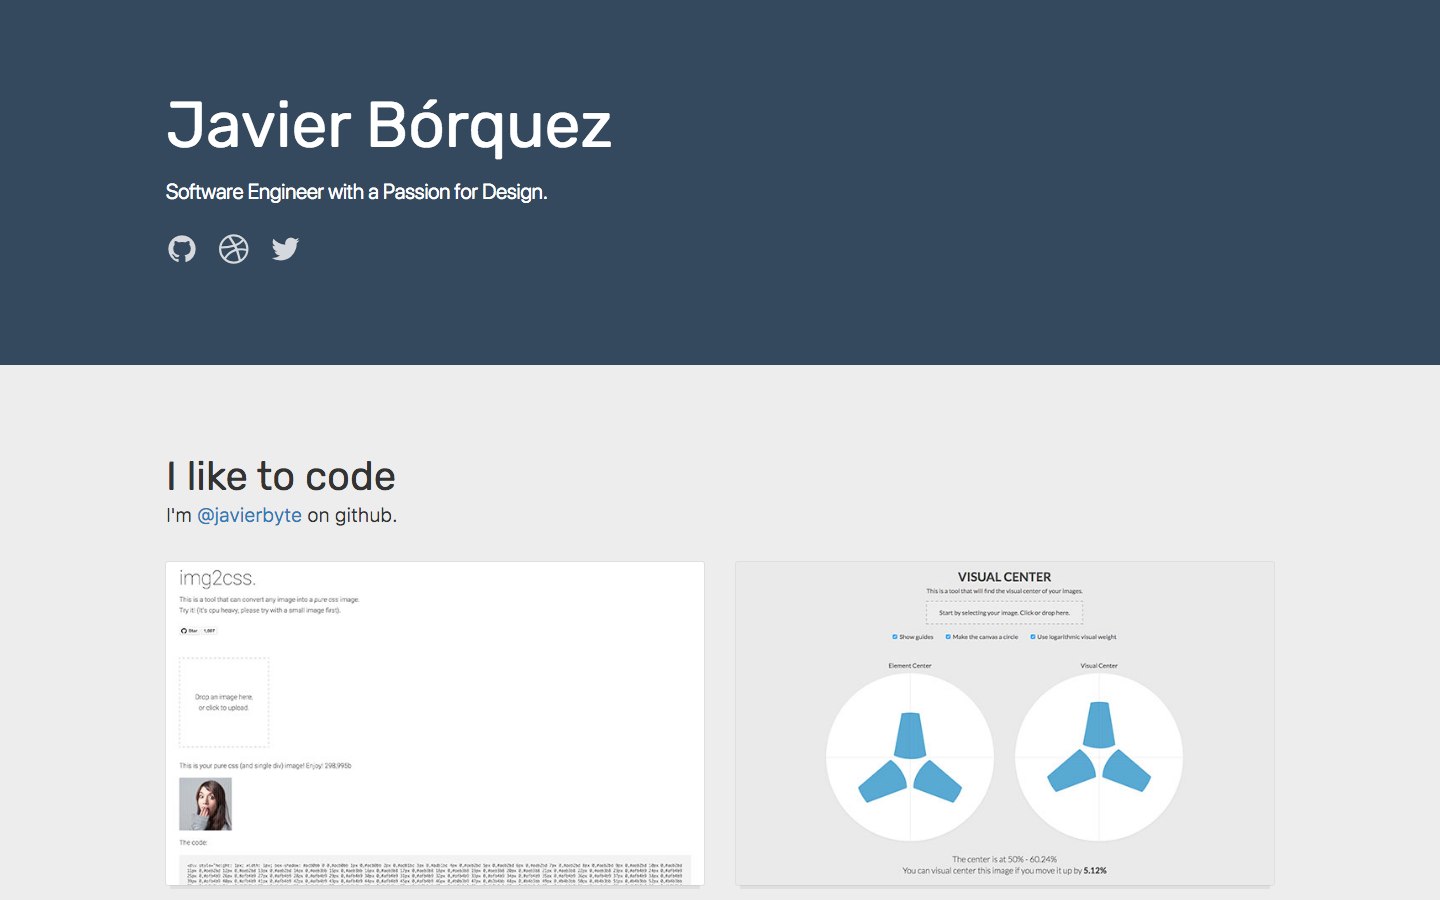 Javier Bórquez
Software Engineer with a Passion for Design.
I like to code
I'm @javierbyte on github.
img2css.
This is a tool that can convert any image into a pure css image.
Try it! (it's cpu heavy, please try with a small image first).
Star 1,687
Drop an image here,
or click to upload.
This is your pure css (and single div) image! Enjoy! 298,995b
The code:
VISUAL CENTER
This is a tool that will find the visual center of your images.
Start by selecting your image. Click or drop here.
Show guides Make the canvas a circle Use logarithmic visual weight
Element Center
Visual Center
The center is at 50% - 60.24%
You can visual center this image if you move it up by 5.12%